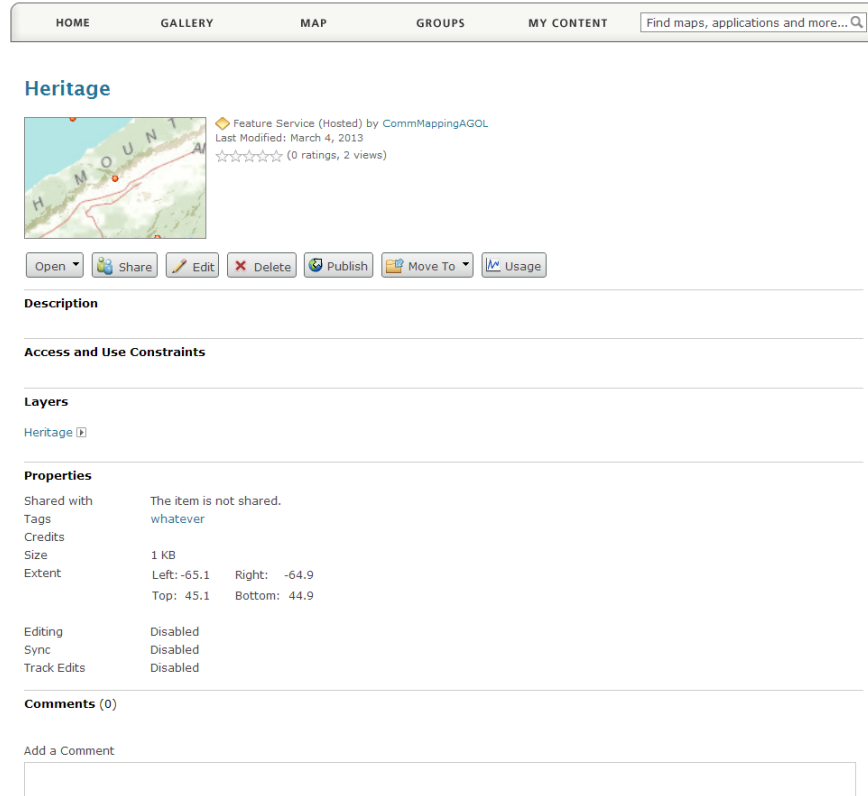 HOME GALLERY MAP GROUPS MY CONTENT Find maps, applications and more...
Heritage
H MOUNT
Feature Service (Hosted) by CommMappingAGOL
Last Modified: March 4, 2013
(0 ratings, 2 views)
Open Share Edit Delete Publish Move To Usage
Description
Access and Use Constraints
Layers
Heritage
Properties
Shared with The item is not shared.
Tags whatever
Credits
Size 1 KB
Extent Left: -65.1 Right: -64.9
Top: 45.1 Bottom: 44.9
Editing Disabled
Sync Disabled
Track Edits Disabled
Comments (0)
Add a Comment